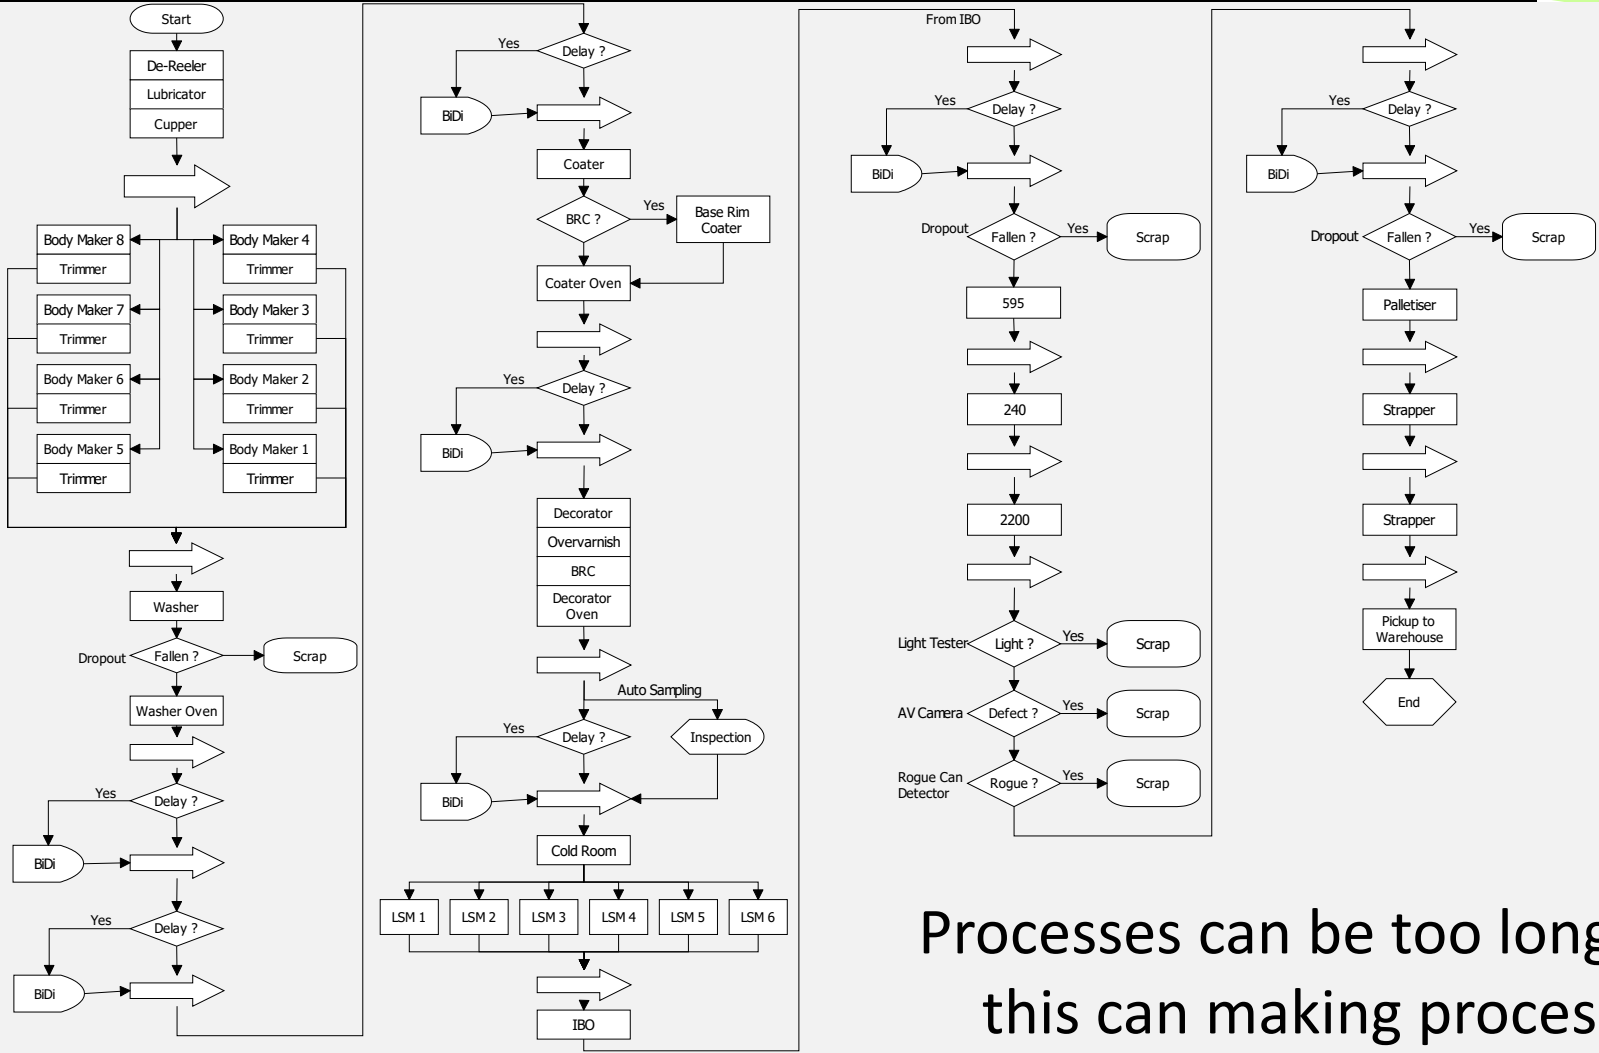 Start
De-Reeler
Lubricator
Cupper
Body Maker 8
Trimmer
Body Maker 4
Trimmer
Body Maker 7
Trimmer
Body Maker 3
Trimmer
Body Maker 6
Trimmer
Body Maker 2
Trimmer
Body Maker 5
Trimmer
Body Maker 1
Trimmer
Washer
Dropout
Fallen ?
Scrap
Washer Oven
Yes
Delay ?
BiDi
Yes
Delay ?
BiDi
Yes
Delay ?
BiDi
Coater
BRC ?
Yes
Base Rim
Coater
Coater Oven
Yes
Delay ?
BiDi
Decorator
Overvarnish
BRC
Decorator
Oven
Auto Sampling
Yes
Delay ?
Inspection
BiDi
Cold Room
LSM 1
LSM 2
LSM 3
LSM 4
LSM 5
LSM 6
IBO
From IBO
Yes
Delay ?
BiDi
Dropout
Fallen ?
Yes
Scrap
595
240
2200
Light Tester
Light ?
Yes
Scrap
AV Camera
Defect ?
Yes
Scrap
Rogue Can
Detector
Rogue ?
Yes
Scrap
Yes
Delay ?
BiDi
Dropout
Fallen ?
Yes
Scrap
Palletiser
Strapper
Strapper
Pickup to
Warehouse
End
Processes can be too long
this can making proces